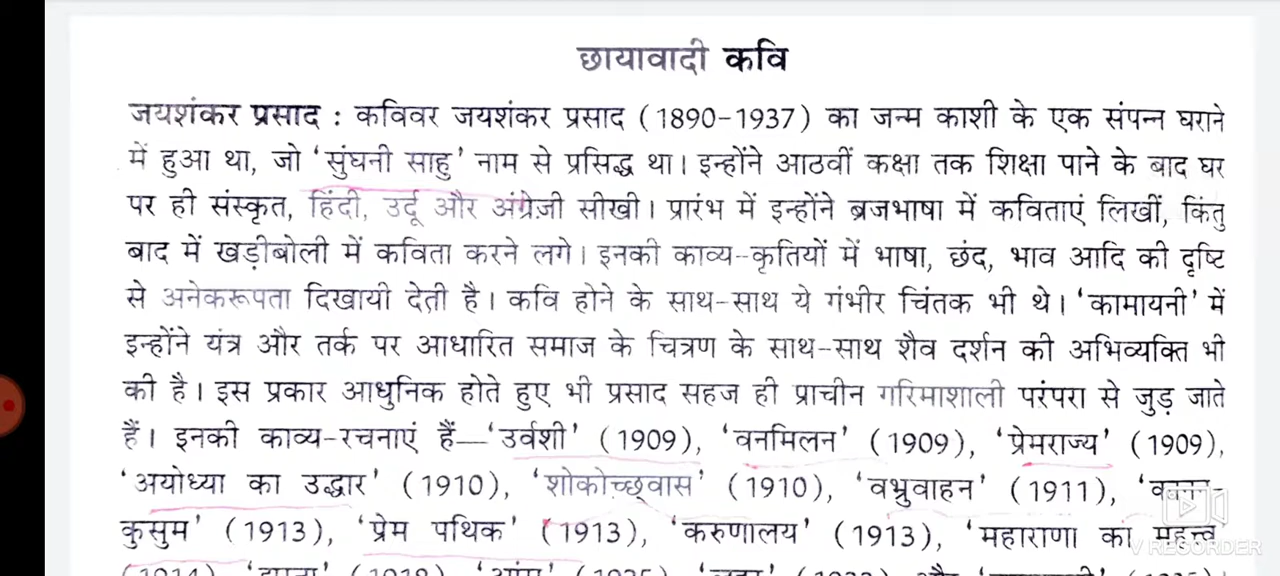 छायावादी कवि
जयशंकर प्रसाद : कविवर जयशंकर प्रसाद (1890-1937) का जन्म काशी के एक संपन्न घराने
में हुआ था, जो ‘सुंघनी साहु’ नाम से प्रसिद्ध था। इन्होंने आठवीं कक्षा तक शिक्षा पाने के बाद घर
पर ही संस्कृत, हिंदी, उर्दू और अंग्रेज़ी सीखी। प्रारंभ में इन्होंने ब्रजभाषा में कविताएं लिखीं, किंतु
बाद में खड़ीबोली में कविता करने लगे। इनकी काव्य-कृतियों में भाषा, छंद, भाव आदि की दृष्टि
से अनेकरूपता दिखायी देती है। कवि होने के साथ-साथ ये गंभीर चिंतक भी थे। ‘कामायनी’ में
इन्होंने यंत्र और तर्क पर आधारित समाज के चित्रण के साथ-साथ शैव दर्शन की अभिव्यक्ति भी
की है। इस प्रकार आधुनिक होते हुए भी प्रसाद सहज ही प्राचीन गरिमाशाली परंपरा से जुड़ जाते
हैं। इनकी काव्य-रचनाएं हैं—‘उर्वशी’ (1909), ‘वनमिलन’ (1909), ‘प्रेमराज्य’ (1909),
‘अयोध्या का उद्धार’ (1910), ‘शोकोच्छ्वास’ (1910), ‘वभ्रुवाहन’ (1911),
कुसुम’ (1913), ‘प्रेम पथिक’ (1913), ‘करुणालय’ (1913), ‘महाराणा का महत्त्व
V RECORDER